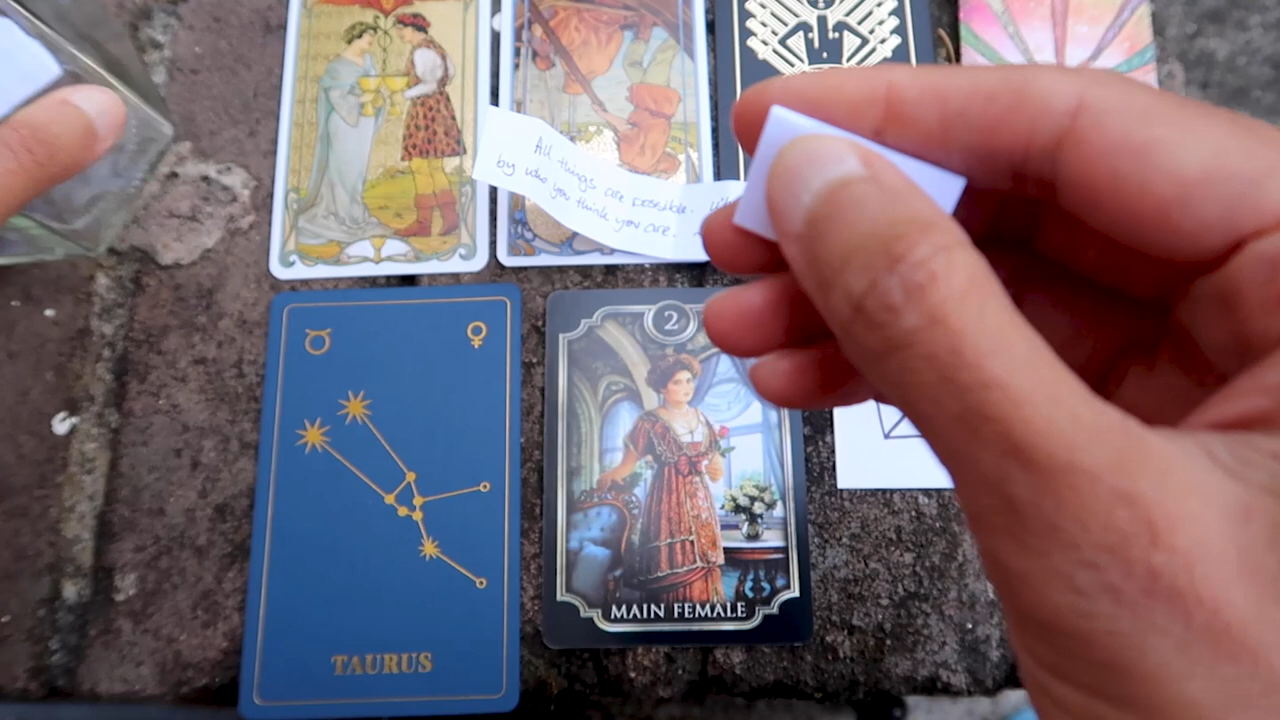 All things are possible.
by who you think you are.
2
TAURUS
MAIN FEMALE